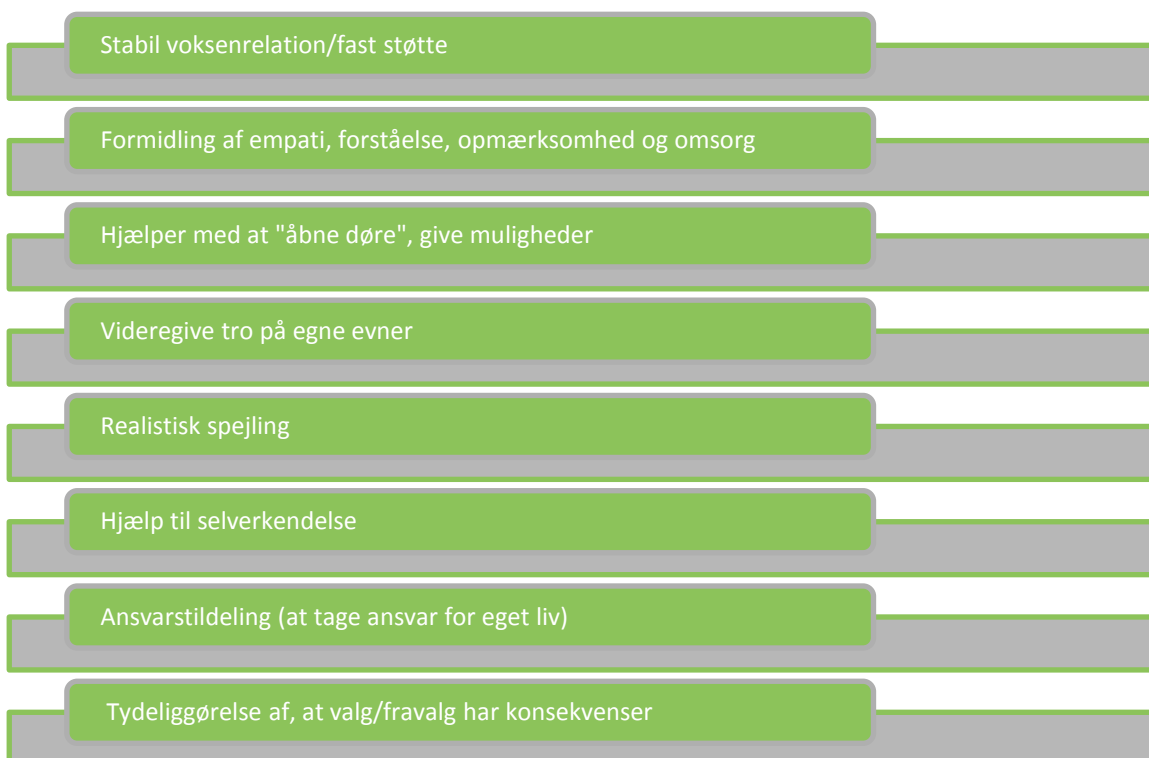 Stabil voksenrelation/fast støtte
Formidling af empati, forståelse, opmærksomhed og omsorg
Hjælper med at "åbne døre", give muligheder
Videregive tro på egne evner
Realistisk spejling
Hjælp til selverkendelse
Ansvarstildeling (at tage ansvar for eget liv)
Tydeliggørelse af, at valg/fravalg har konsekvenser